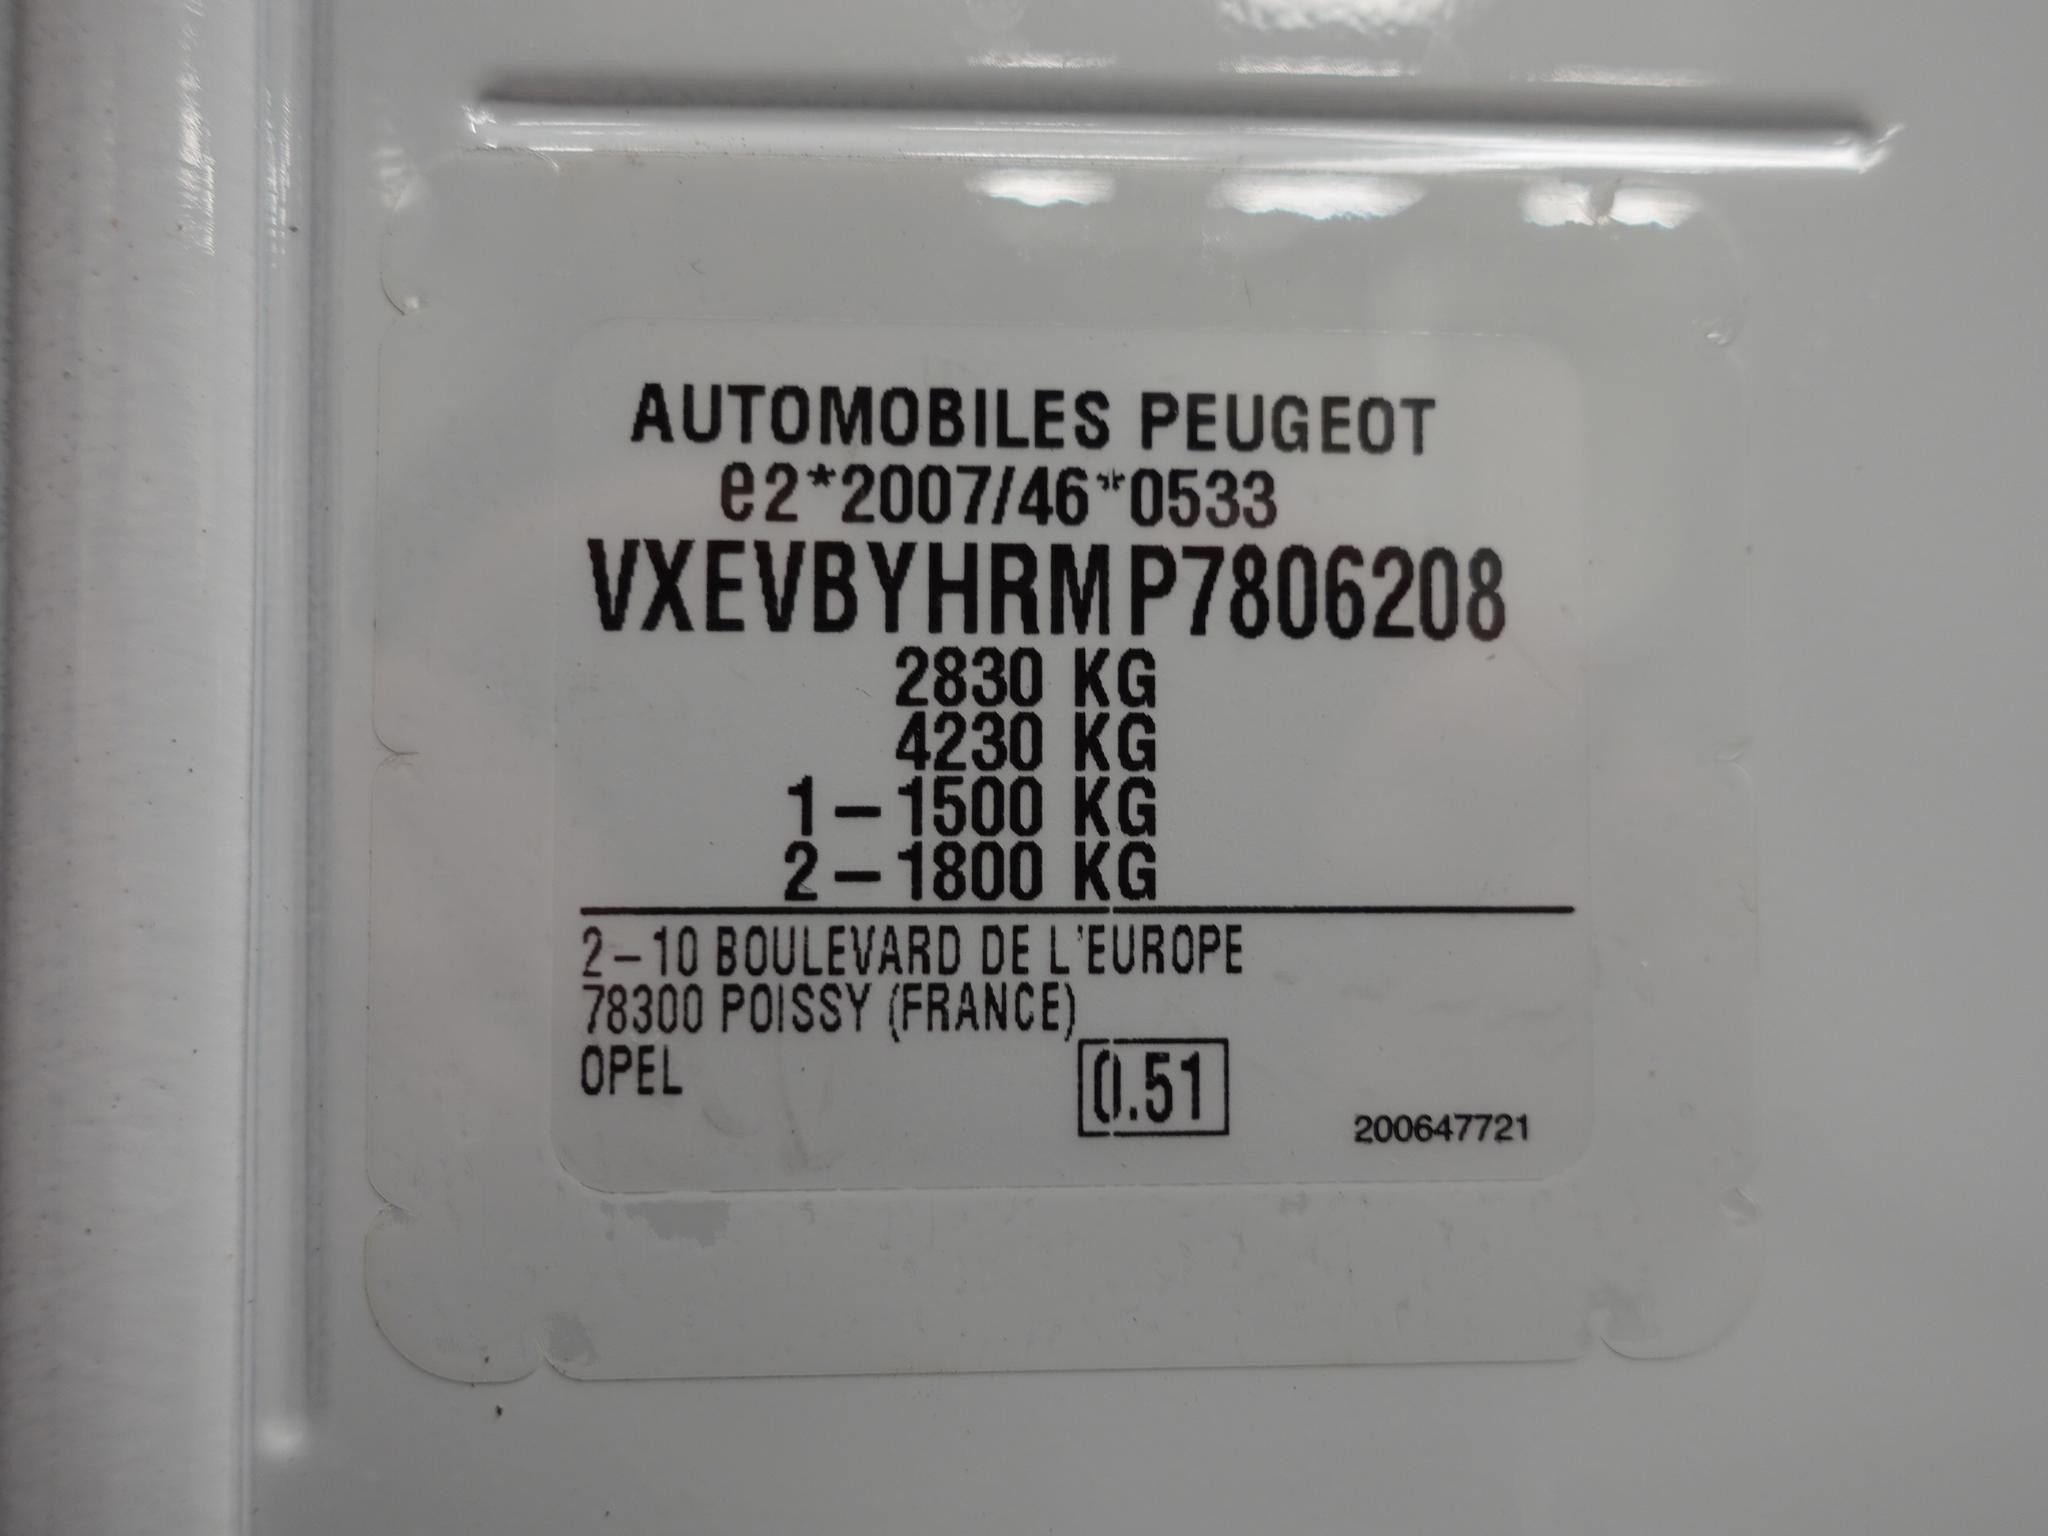 AUTOMOBILES PEUGEOT
e2*2007/46*0533
VXEVBYHRMP7806208
2830 KG
4230 KG
1-1500 KG
2-1800 KG
2-10 BOULEVARD DE L'EUROPE
78300 POISSY (FRANCE)
OPEL
0.51
200647721